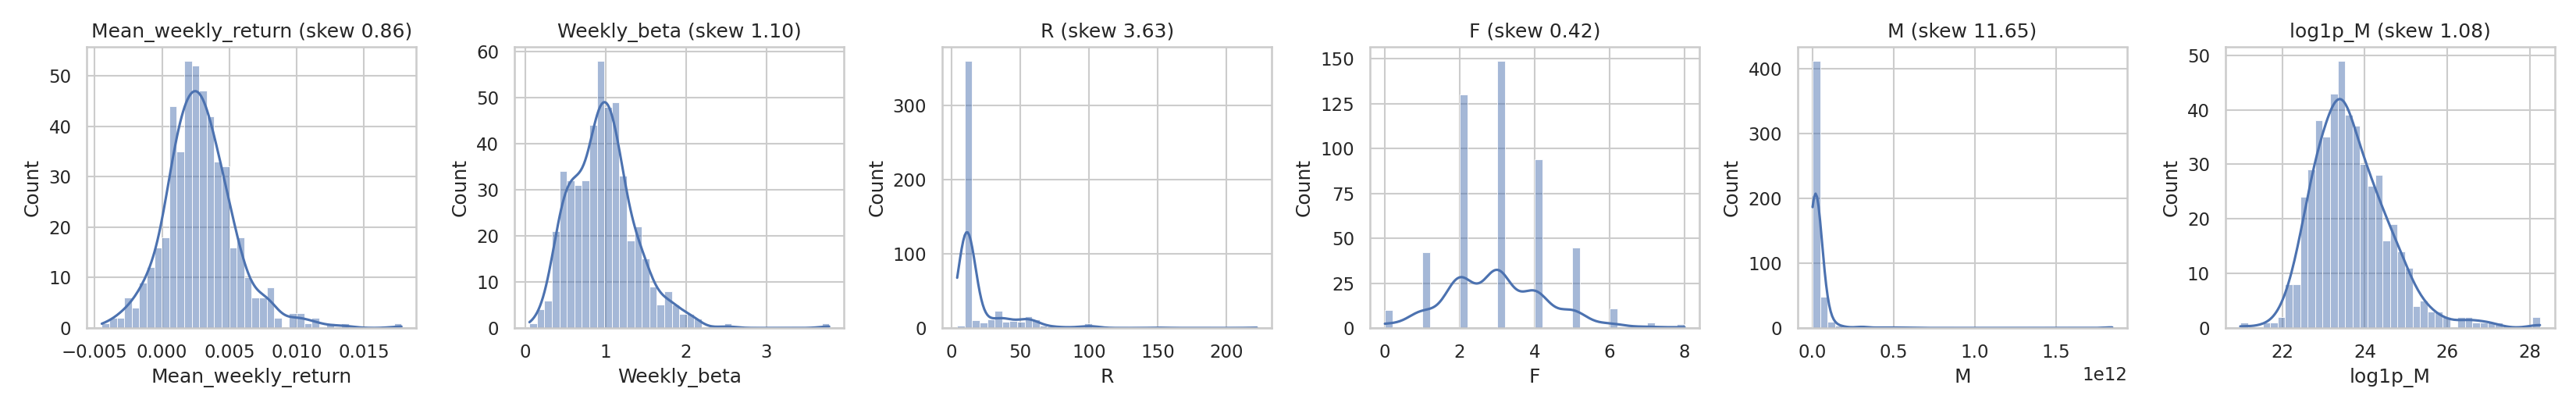 Mean_weekly_return (skew 0.86)
50
40
30
20
10
0
Count
−0.005 0.000 0.005 0.010 0.015
Mean_weekly_return
Weekly_beta (skew 1.10)
60
50
40
30
20
10
0
Count
0 1 2 3
Weekly_beta
R (skew 3.63)
300
200
100
0
Count
0 50 100 150 200
R
F (skew 0.42)
150
125
100
75
50
25
0
Count
0 2 4 6 8
F
M (skew 11.65)
400
300
200
100
0
Count
0.0 0.5 1.0 1.5
1e12
M
log1p_M (skew 1.08)
50
40
30
20
10
0
Count
22 24 26 28
log1p_M